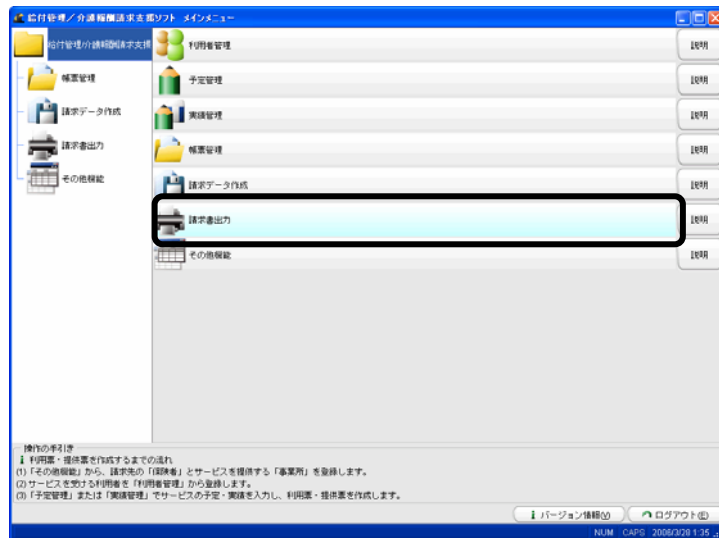 給付管理／介護報酬請求支援ソフト メインメニュー
給付管理/介護報酬請求支援
帳票管理
請求データ作成
請求書出力
その他機能
利用者管理
説明
予定管理
説明
実績管理
説明
帳票管理
説明
請求データ作成
説明
請求書出力
説明
その他機能
説明
操作の手引き
利用票・提供票を作成するまでの流れ
(1)「その他機能」から、請求先の「保険者」とサービスを提供する「事業所」を登録します。
(2)サービスを受ける利用者を「利用者管理」から登録します。
(3)「予定管理」または「実績管理」でサービスの予定・実績を入力し、利用票・提供票を作成します。
バージョン情報(V)
ログアウト(E)
NUM CAPS 2006/3/28 1:35